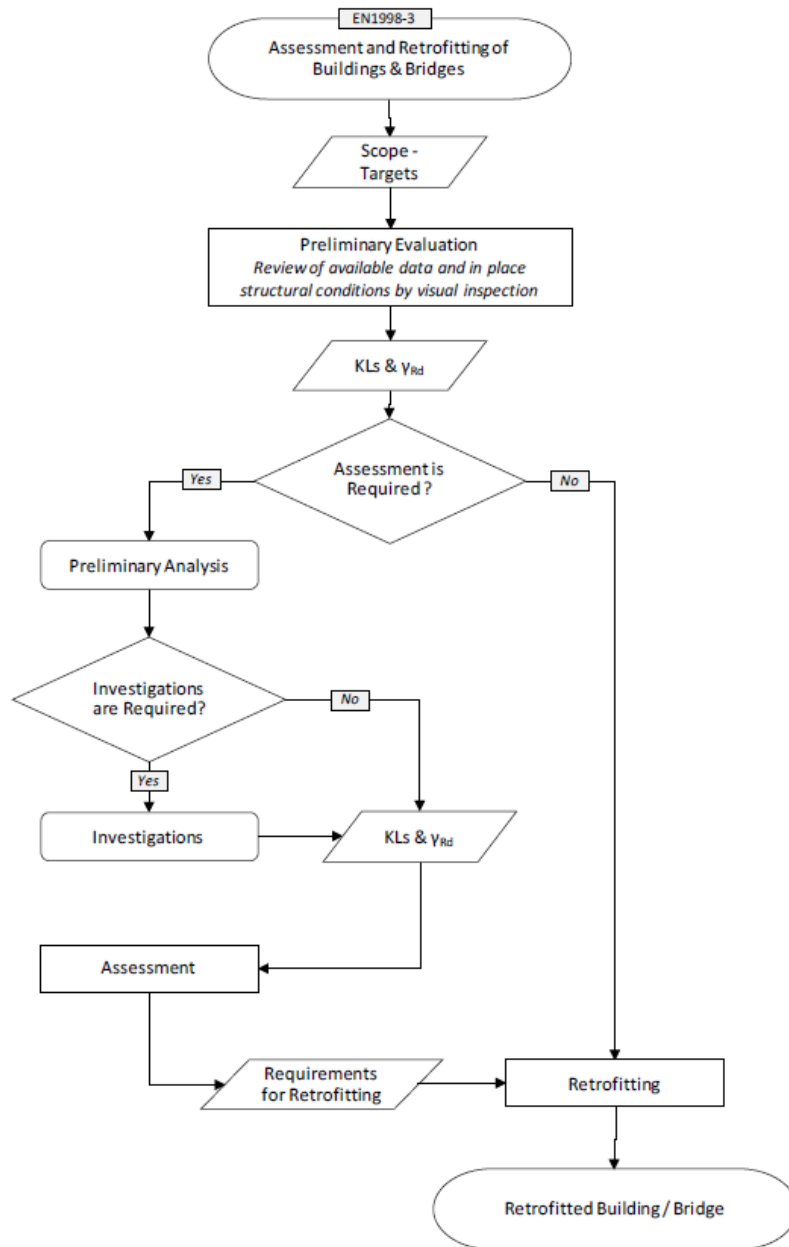 EN1998-3
Assessment and Retrofitting of
Buildings & Bridges
Scope -
Targets
Preliminary Evaluation
Review of available data and in place
structural conditions by visual inspection
KLs & γRd
Assessment is
Required ?
Yes
No
Preliminary Analysis
Investigations
are Required?
No
Yes
Investigations
KLs & γRd
Assessment
Requirements
for Retrofitting
Retrofitting
Retrofitted Building / Bridge